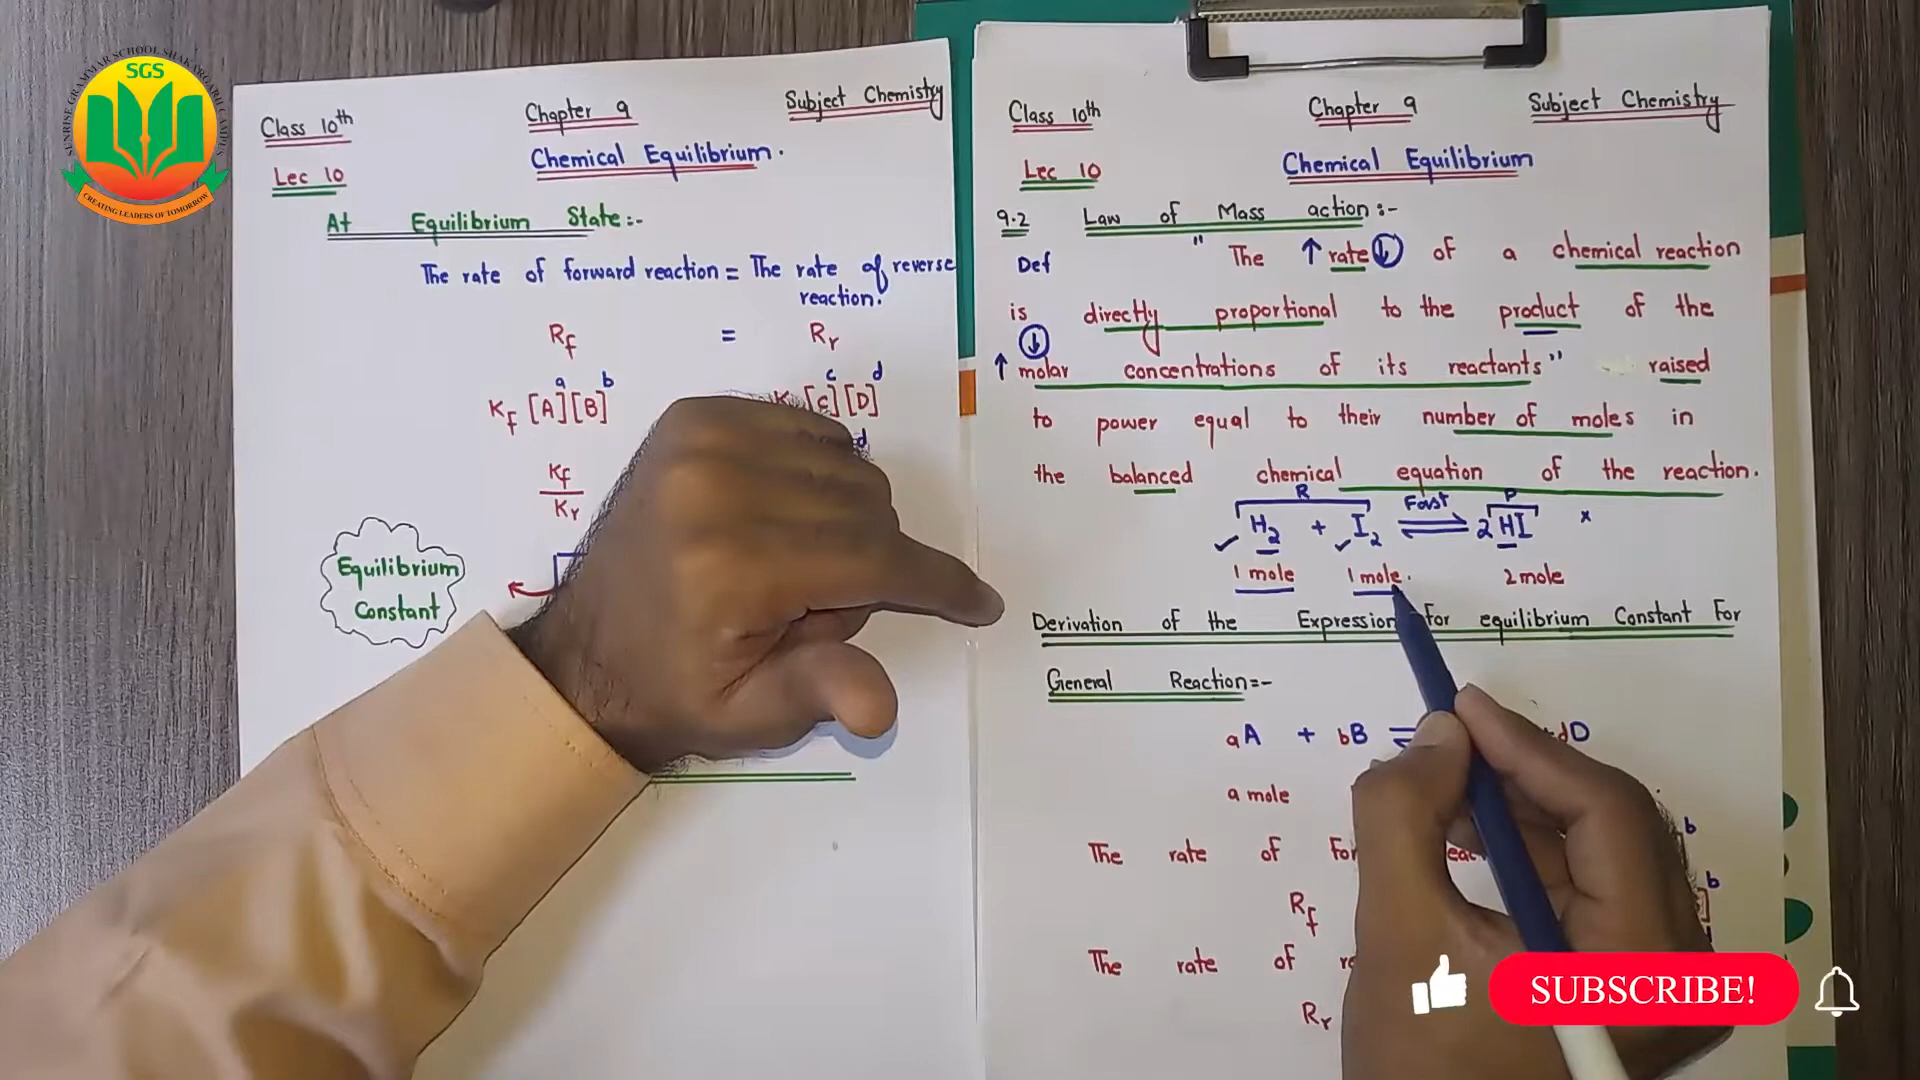 SUNRISE GRAMMAR SCHOOL SHAKARGARH CAMPUS
SGS
CREATING LEADERS OF TOMORROW
Class 10th Chapter 9 Subject Chemistry
Lec 10 Chemical Equilibrium.
At Equilibrium State:-
The rate of forward reaction = The rate of reverse
reaction.
Rf = Rr
Kf [A]^a [B]^b [C]^c [D]^d
d
Kf
Kr
Equilibrium
Constant
Class 10th Chapter 9 Subject Chemistry
Lec 10 Chemical Equilibrium
9.2 Law of Mass action:-
Def "The ↑ rate ↓ of a chemical reaction
is directly proportional to the product of the
↓
↑ molar concentrations of its reactants" raised
to power equal to their number of moles in
the balanced chemical equation of the reaction.
R Fast P
H2 + I2 ⇌ 2HI ×
1 mole 1 mole. 2 mole
Derivation of the Expression For equilibrium Constant For
General Reaction=-
aA + bB ⇌ +dD
a mole
b
The rate of For
b
Rf
The rate of
Rr
SUBSCRIBE!